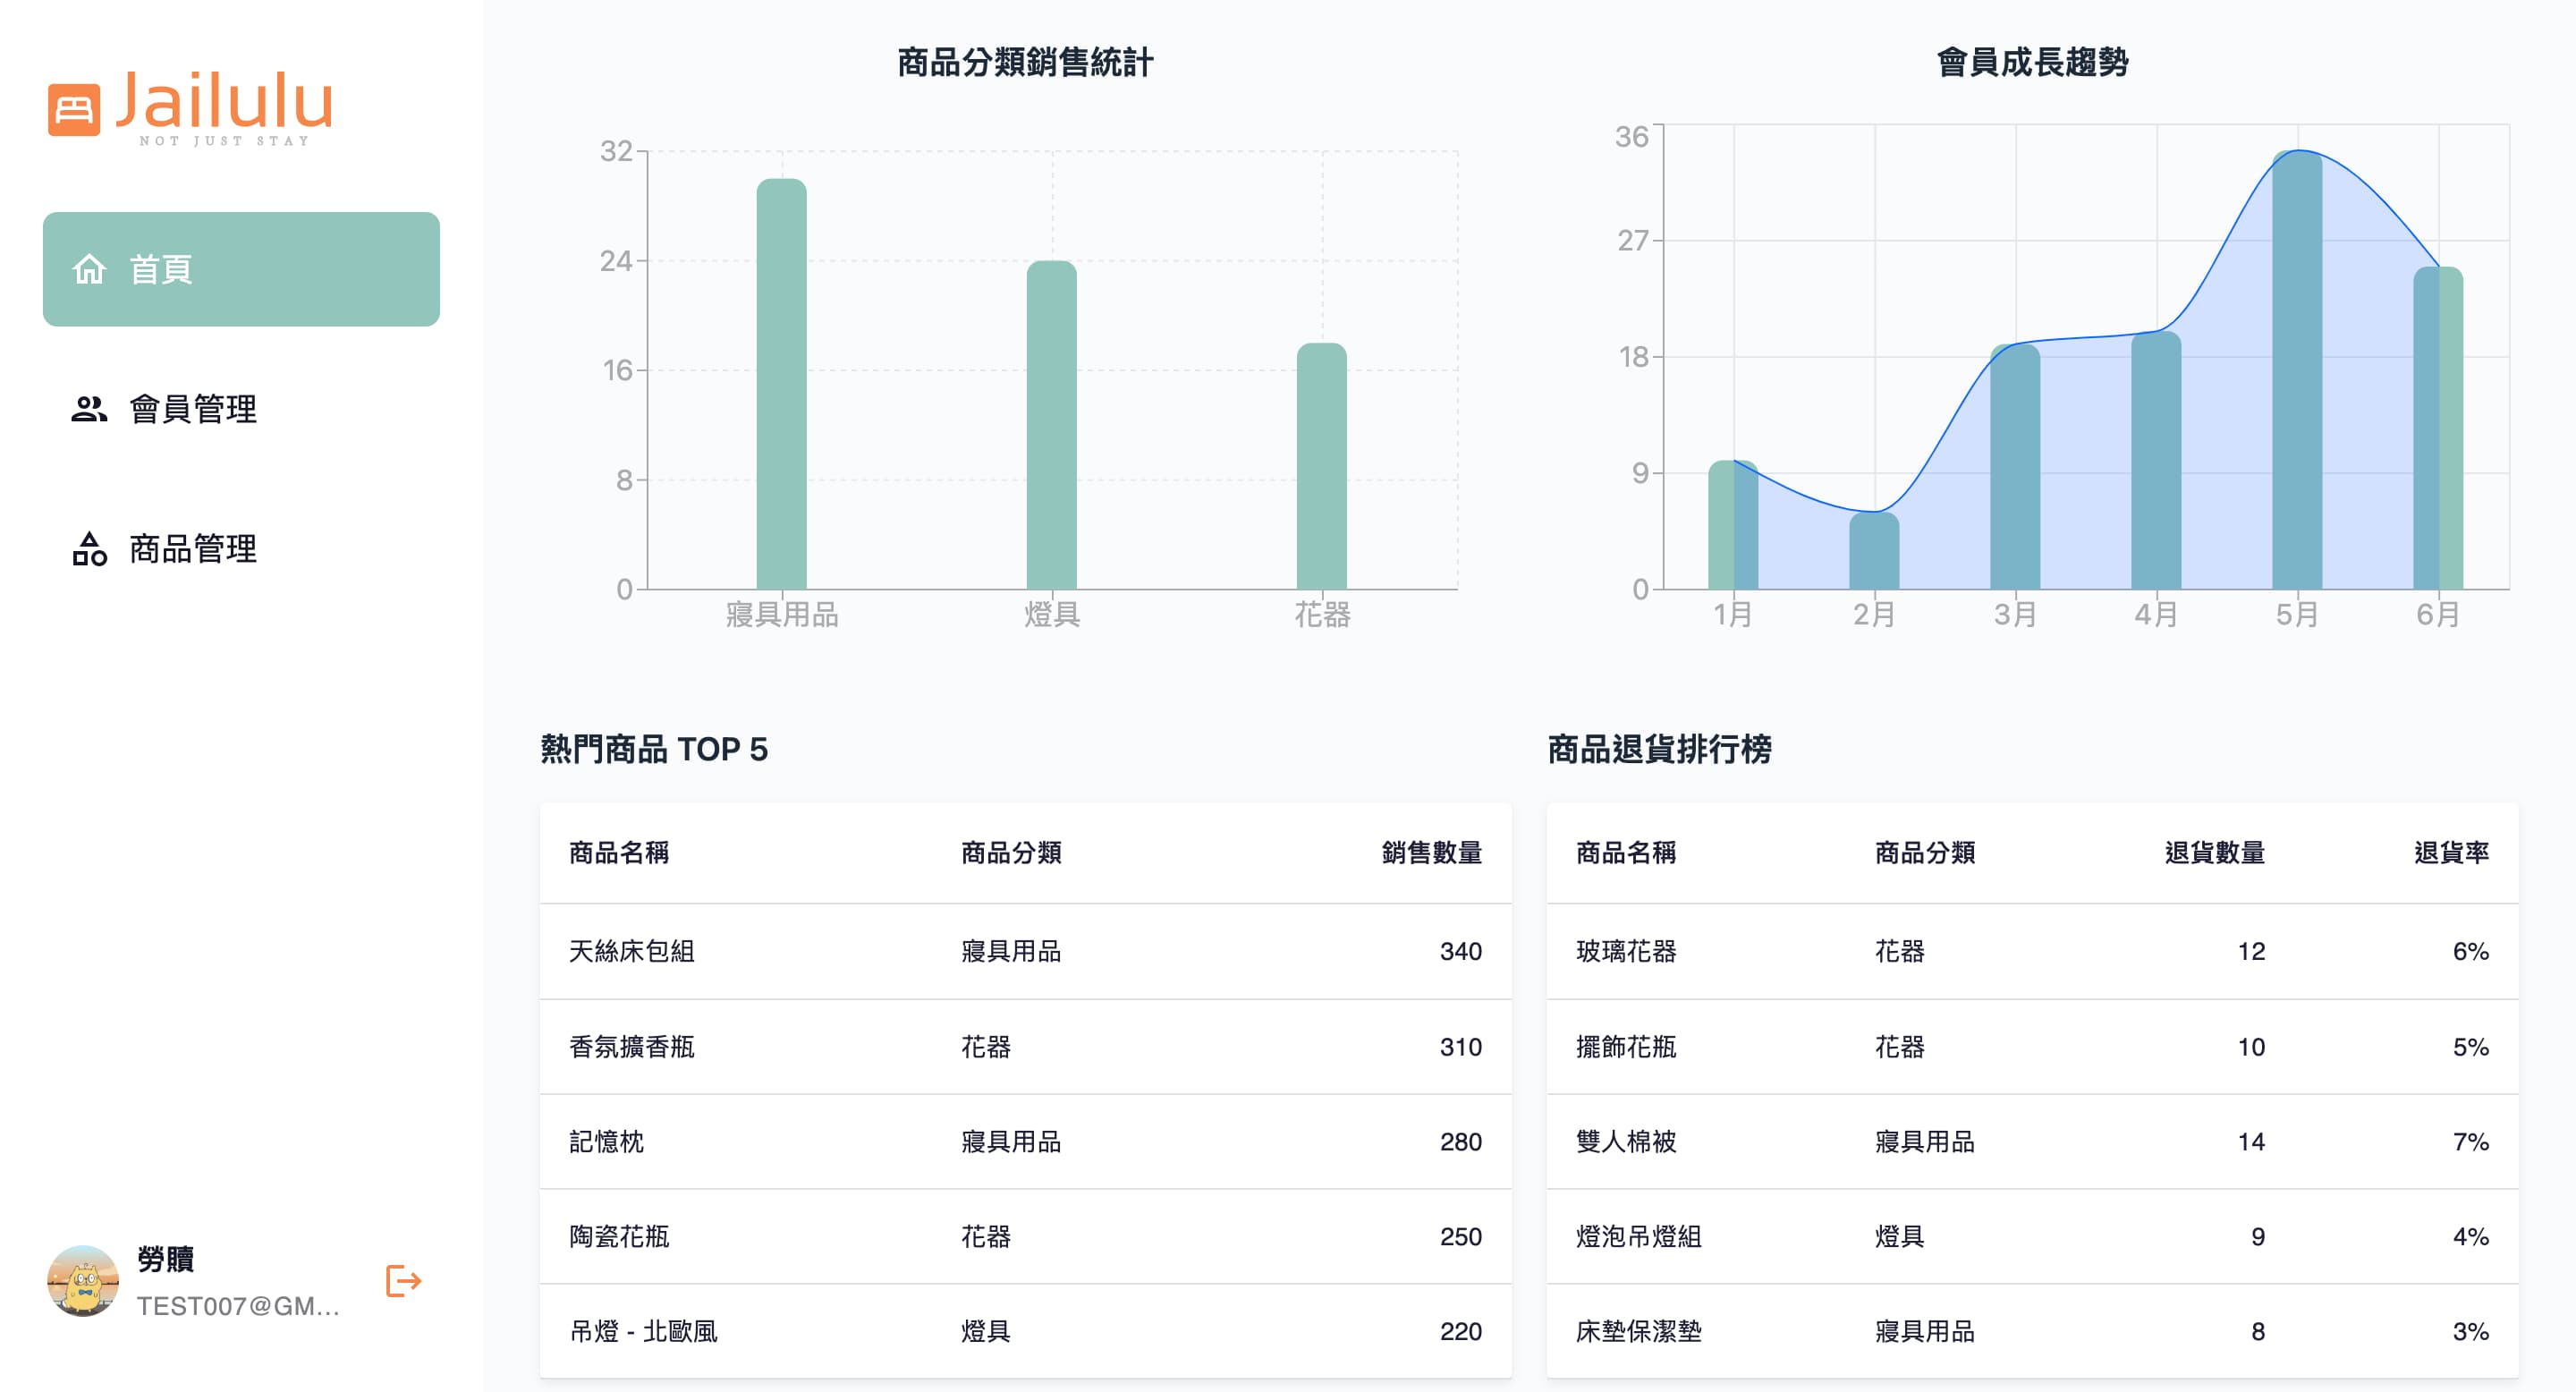 Jailulu
NOT JUST STAY
首頁
會員管理
商品管理
勞贖
TEST007@GM...
商品分類銷售統計
32
24
16
8
0
寢具用品 燈具 花器
會員成長趨勢
36
27
18
9
0
1月 2月 3月 4月 5月 6月
熱門商品 TOP 5
商品名稱 商品分類 銷售數量
天絲床包組 寢具用品 340
香氛擴香瓶 花器 310
記憶枕 寢具用品 280
陶瓷花瓶 花器 250
吊燈 - 北歐風 燈具 220
商品退貨排行榜
商品名稱 商品分類 退貨數量 退貨率
玻璃花器 花器 12 6%
擺飾花瓶 花器 10 5%
雙人棉被 寢具用品 14 7%
燈泡吊燈組 燈具 9 4%
床墊保潔墊 寢具用品 8 3%